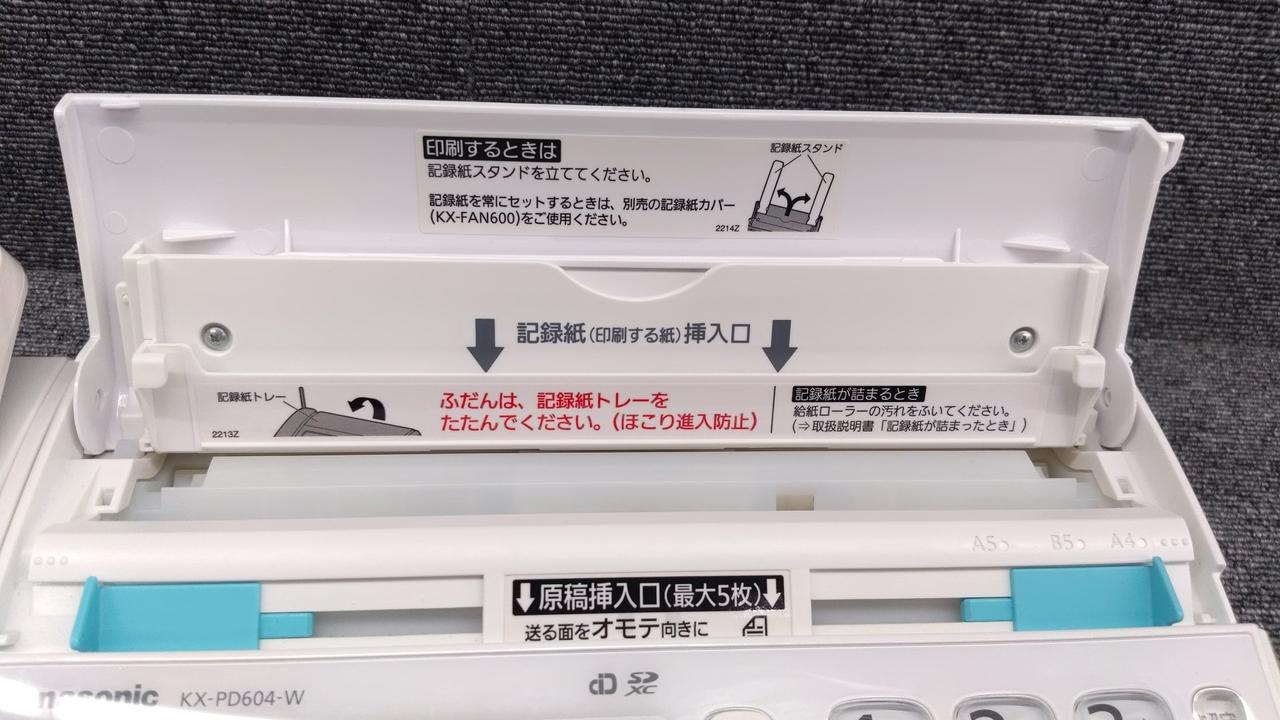 印刷するときは
記録紙スタンドを立ててください。
記録紙を常にセットするときは、別売の記録紙カバー
(KX-FAN600)をご使用ください。
記録紙スタンド
2214Z
記録紙(印刷する紙)挿入口
記録紙トレー
2213Z
ふだんは、記録紙トレーを
たたんでください。(ほこり進入防止)
記録紙が詰まるとき
給紙ローラーの汚れをふいてください。
(⇒取扱説明書「記録紙が詰まったとき」)
A5 B5 A4
原稿挿入口(最大5枚)
送る面をオモテ向きに
Panasonic KX-PD604-W
iD SD XC
1 2 3